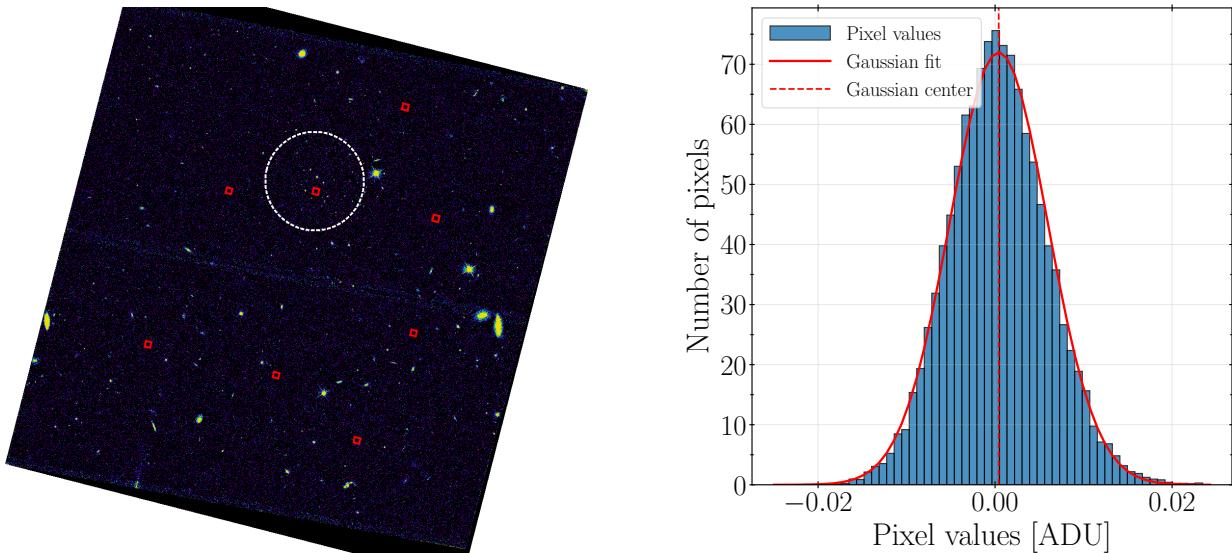 Pixel values
Gaussian fit
Gaussian center
Number of pixels
70
60
50
40
30
20
10
0
−0.02
0.00
0.02
Pixel values [ADU]